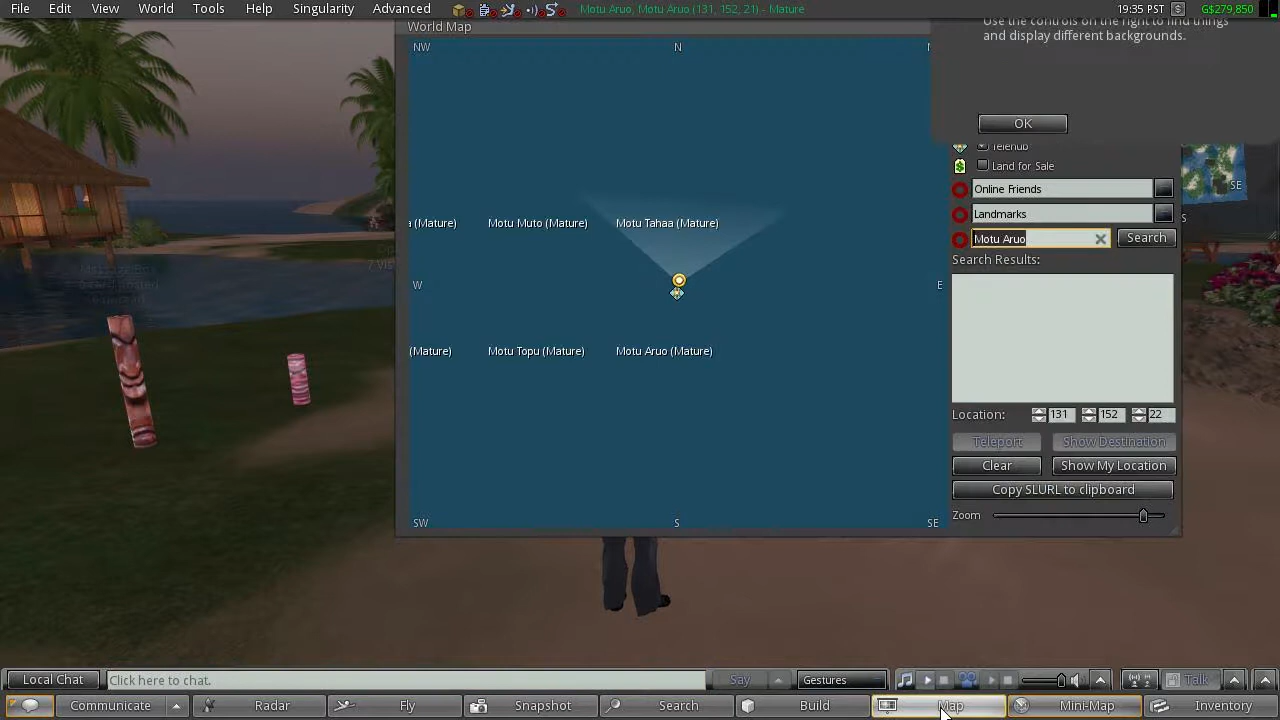 File Edit View World Tools Help Singularity Advanced
Motu Aruo, Motu Aruo (131, 152, 21) - Mature
19:35 PST $ G$279,850
World Map
Use the controls on the right to find things
and display different backgrounds.
OK
NW N
Telehub
Land for Sale
Online Friends
Landmarks
Motu Aruo Search
Search Results:
a (Mature) Motu Muto (Mature) Motu Tahaa (Mature)
W E
(Mature) Motu Topu (Mature) Motu Aruo (Mature)
SW S SE
SE
S
Location: 131 152 22
Teleport Show Destination
Clear Show My Location
Copy SLURL to clipboard
Zoom
Local Chat Click here to chat. Say Gestures Talk
Communicate Radar Fly Snapshot Search Build Map Mini-Map Inventory